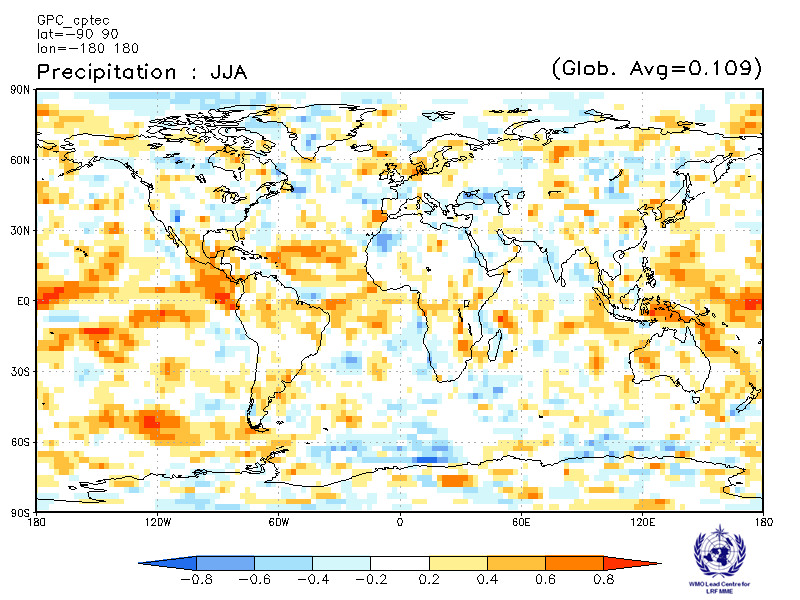 GPC_cptec
lat=-90 90
lon=-180 180
Precipitation : JJA
(Glob. Avg=0.109)
90N
60N
30N
EQ
30S
60S
90S
180 120W 60W 0 60E 120E 180
-0.8 -0.6 -0.4 -0.2 0.2 0.4 0.6 0.8
WMO Lead Centre for
LRF MME